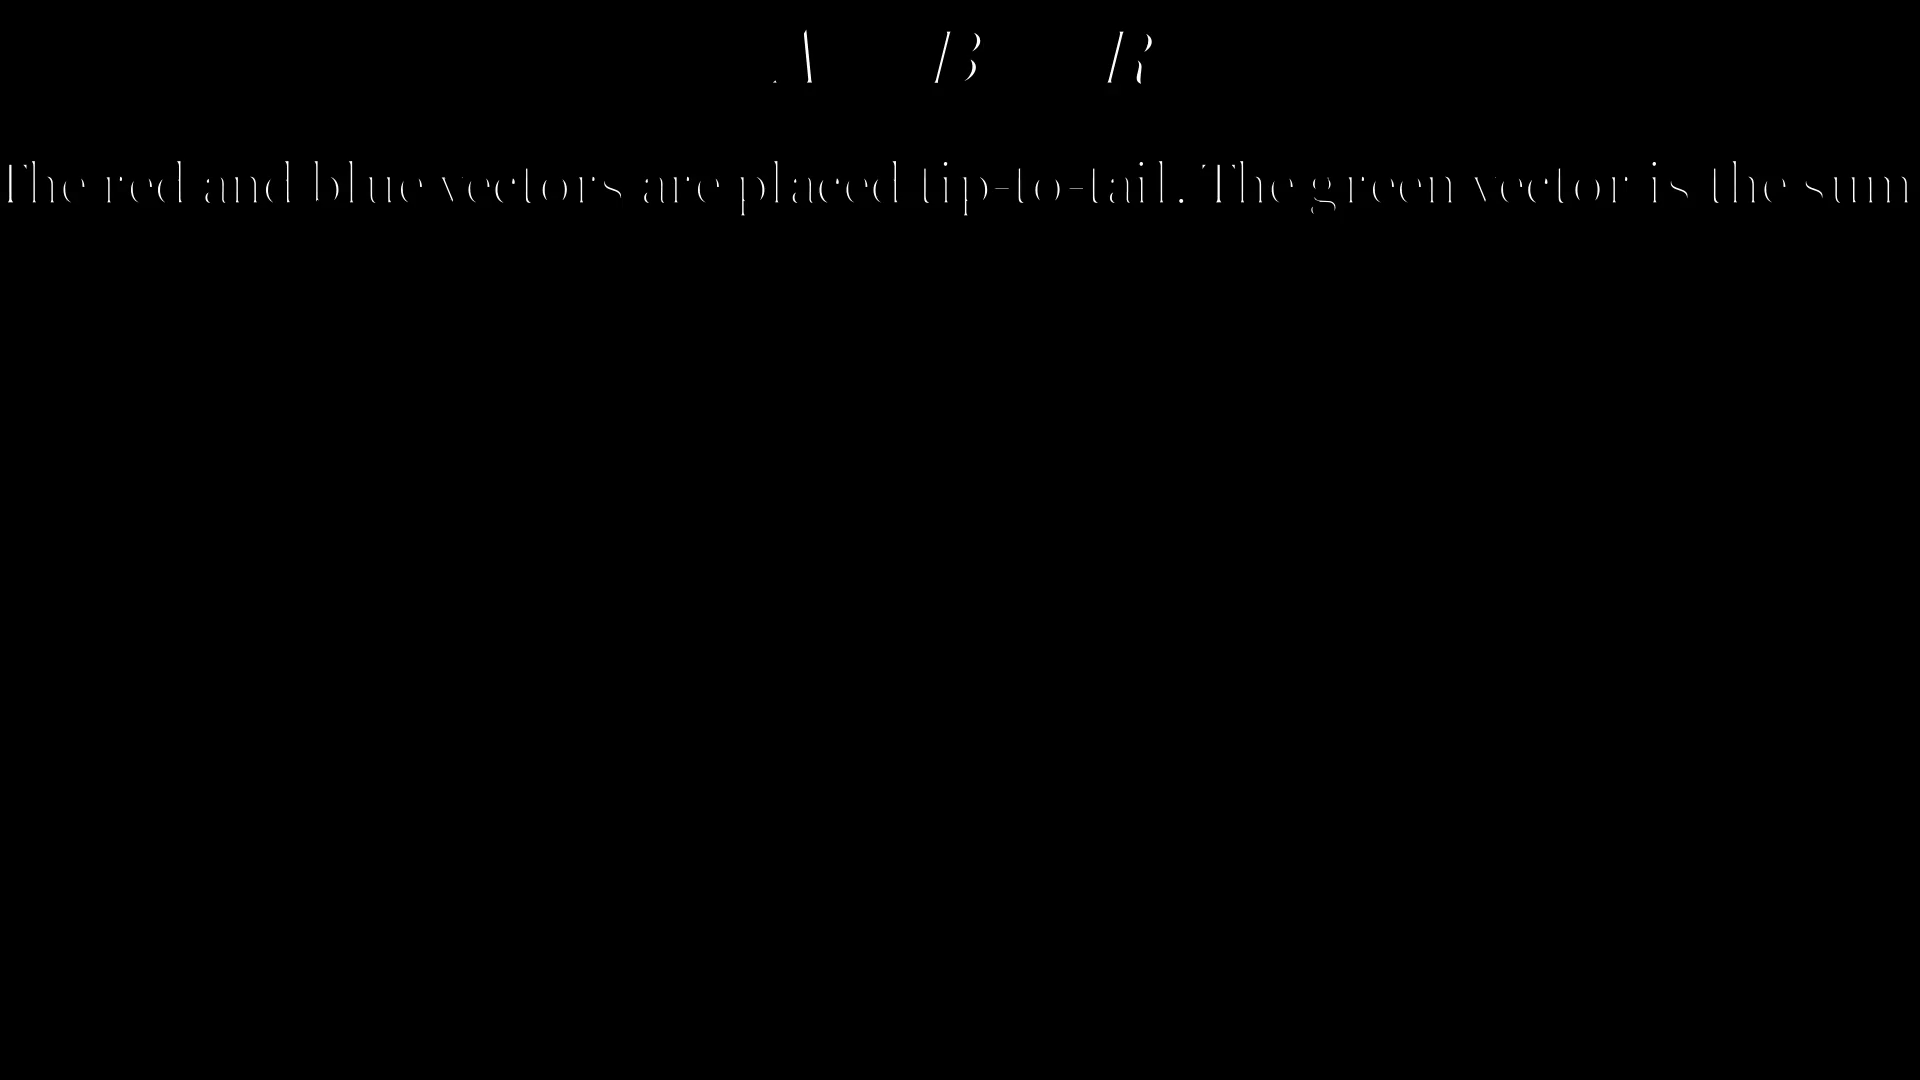 A B R
The red and blue vectors are placed tip-to-tail. The green vector is the sum